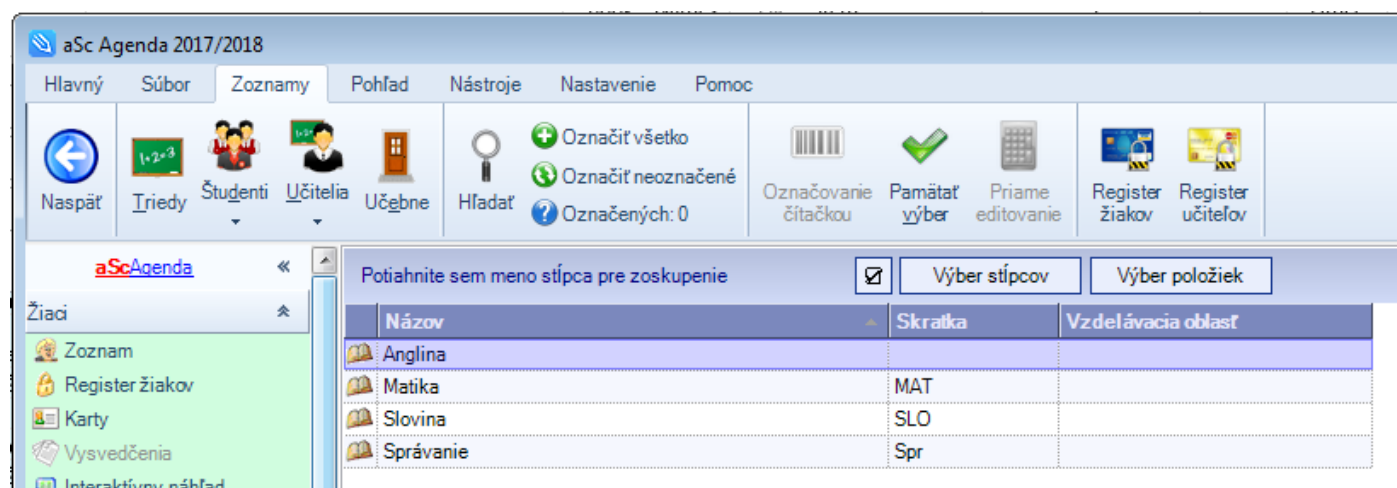 aSc Agenda 2017/2018
Hlavný Súbor Zoznamy Pohľad Nástroje Nastavenie Pomoc
Naspäť
Triedy
Študenti
Učitelia
Učebne
Hľadať
Označiť všetko
Označiť neoznačené
Označených: 0
Označovanie čítačkou
Pamätať výber
Priame editovanie
Register žiakov
Register učiteľov
aScAgenda «
Potiahnite sem meno stĺpca pre zoskupenie Výber stĺpcov Výber položiek
Žiaci
Zoznam
Register žiakov
Karty
Vysvedčenia
Interaktívny náhľad
Názov Skratka Vzdelávacia oblasť
Anglina
Matika MAT
Slovina SLO
Správanie Spr